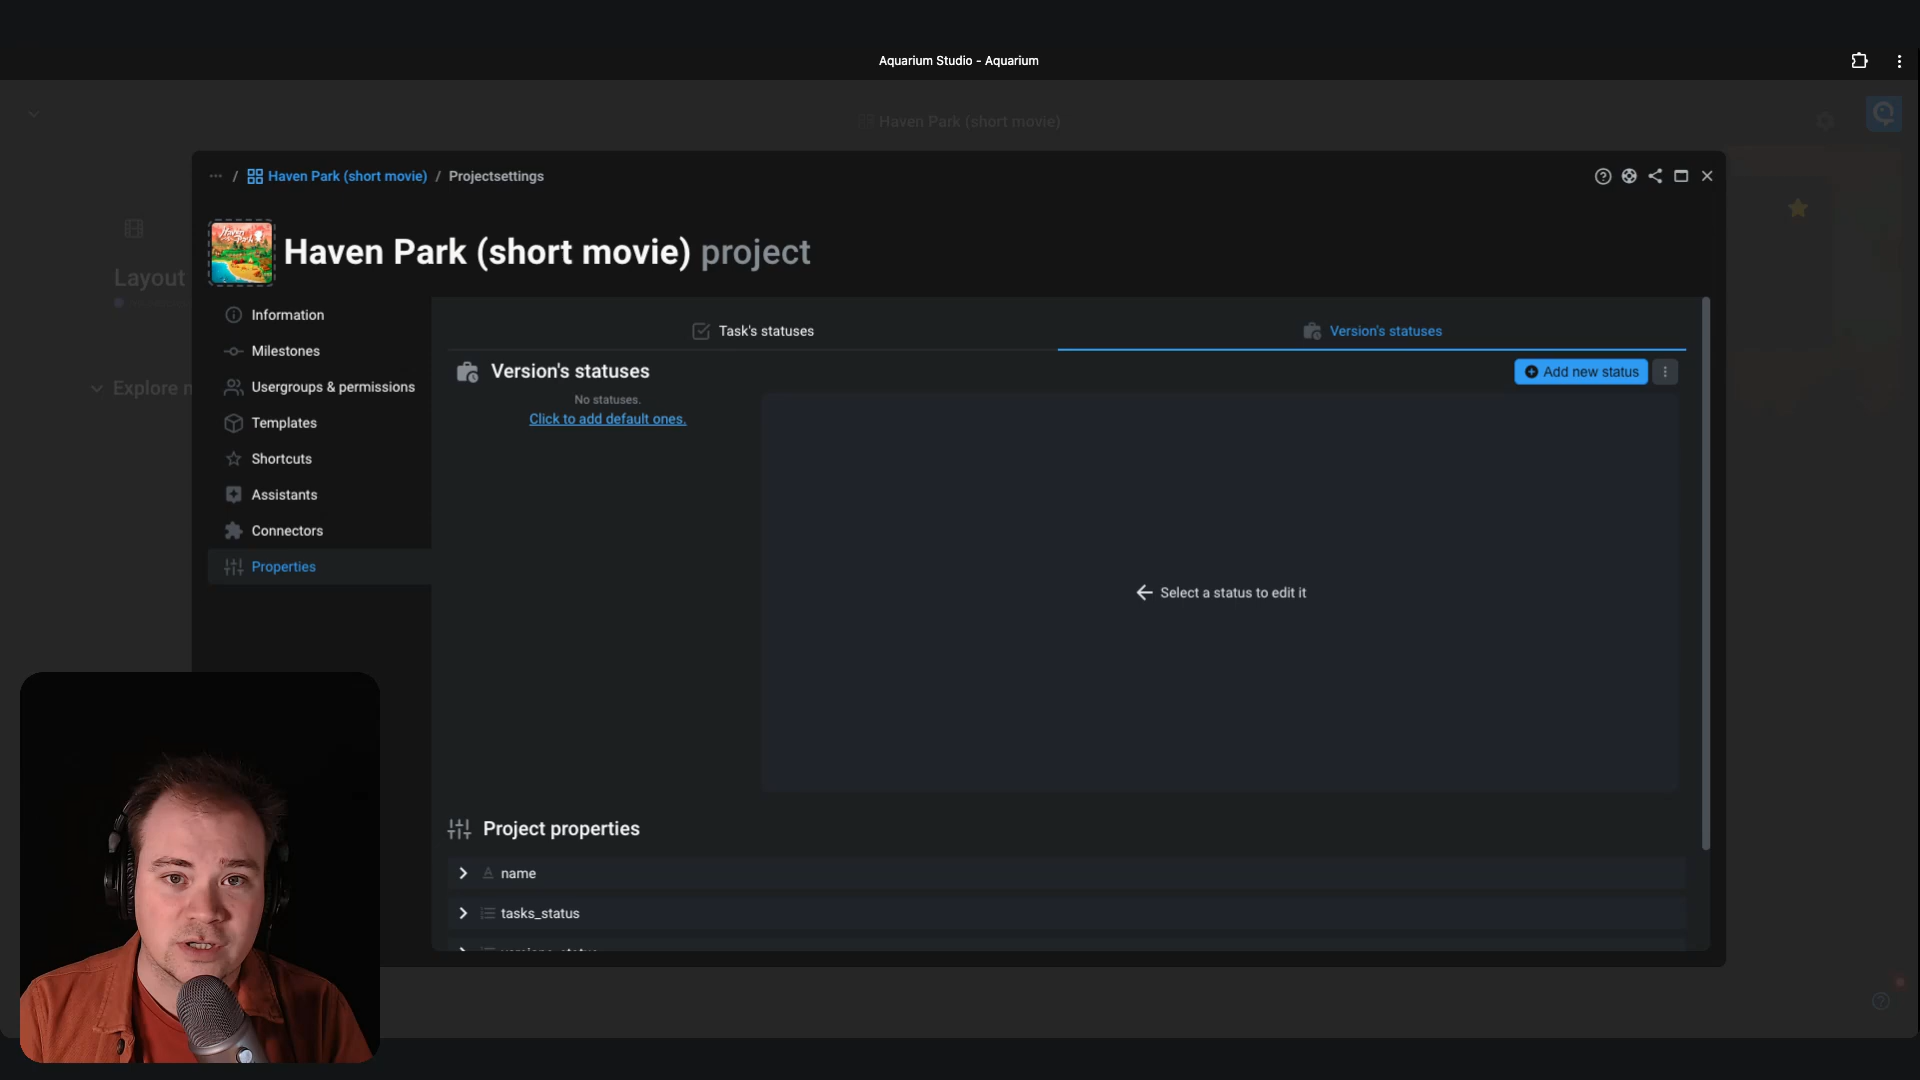 Aquarium Studio - Aquarium
Haven Park (short movie)
··· / Haven Park (short movie) / Projectsettings
Haven Park (short movie) project
Layout
Explore
Information
Milestones
Usergroups & permissions
Templates
Shortcuts
Assistants
Connectors
Properties
Task's statuses
Version's statuses
Version's statuses
Add new status
No statuses.
Click to add default ones.
Select a status to edit it
Project properties
name
tasks_status